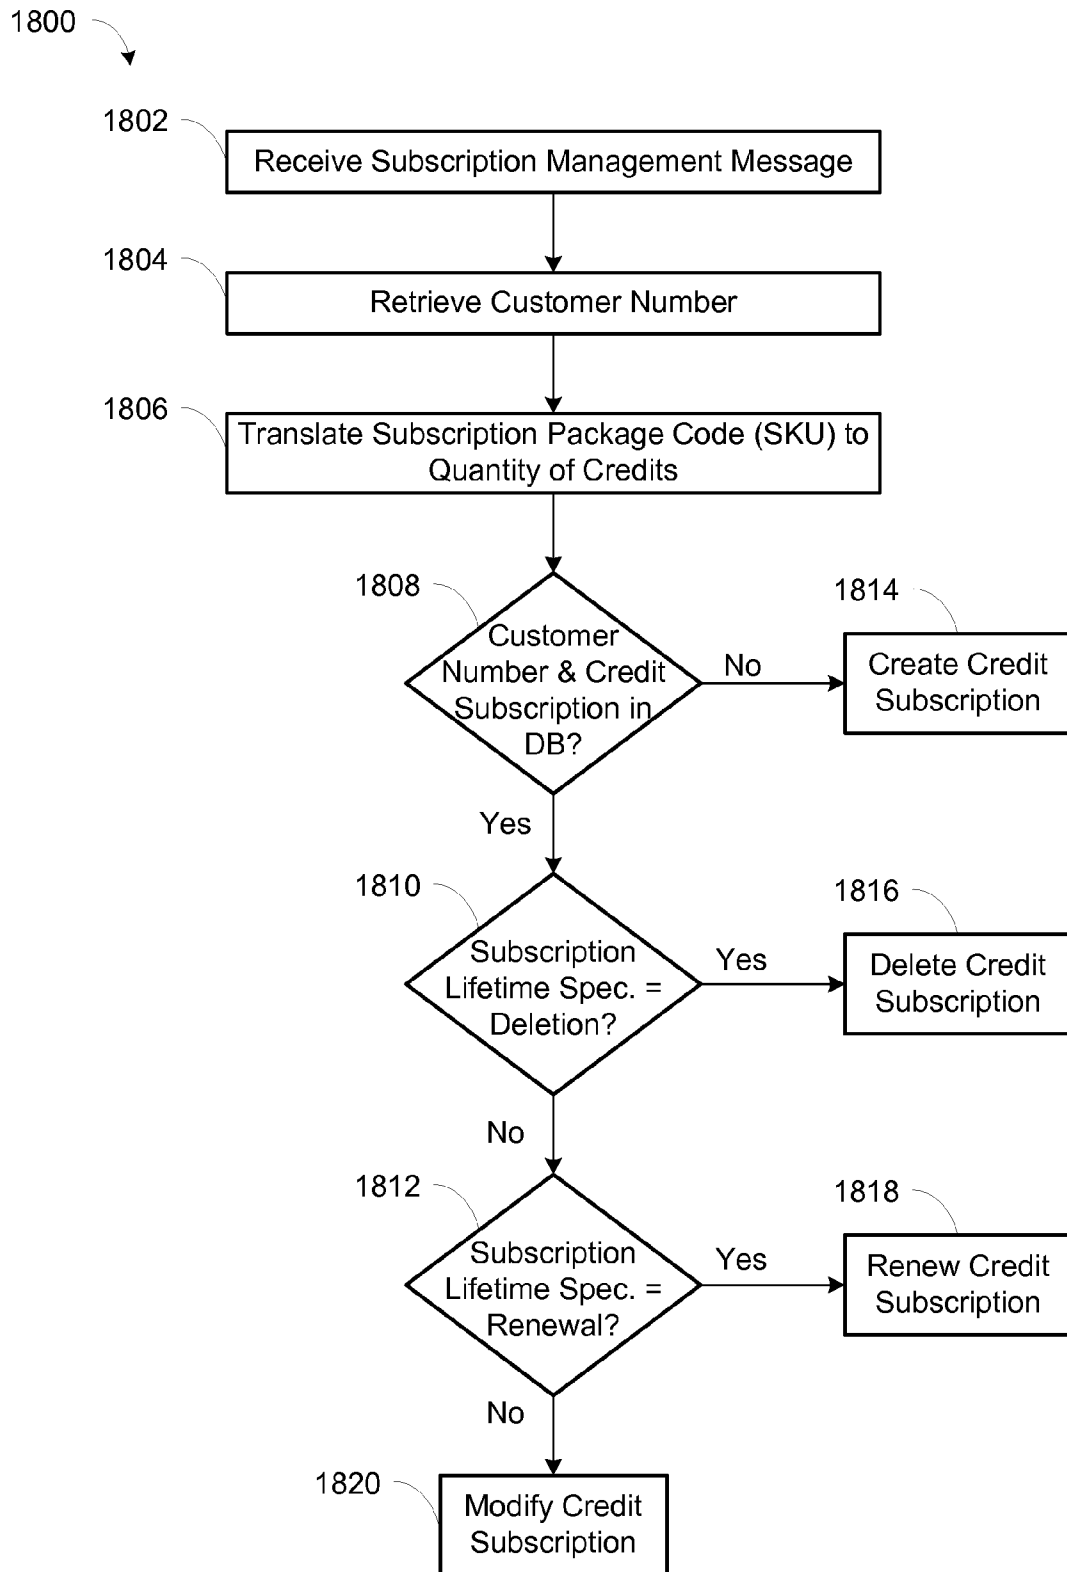 1800
1802
Receive Subscription Management Message
1804
Retrieve Customer Number
1806
Translate Subscription Package Code (SKU) to
Quantity of Credits
1808
Customer
Number & Credit
Subscription in
DB?
No
1814
Create Credit
Subscription
Yes
1810
Subscription
Lifetime Spec. =
Deletion?
Yes
1816
Delete Credit
Subscription
No
1812
Subscription
Lifetime Spec. =
Renewal?
Yes
1818
Renew Credit
Subscription
No
1820
Modify Credit
Subscription